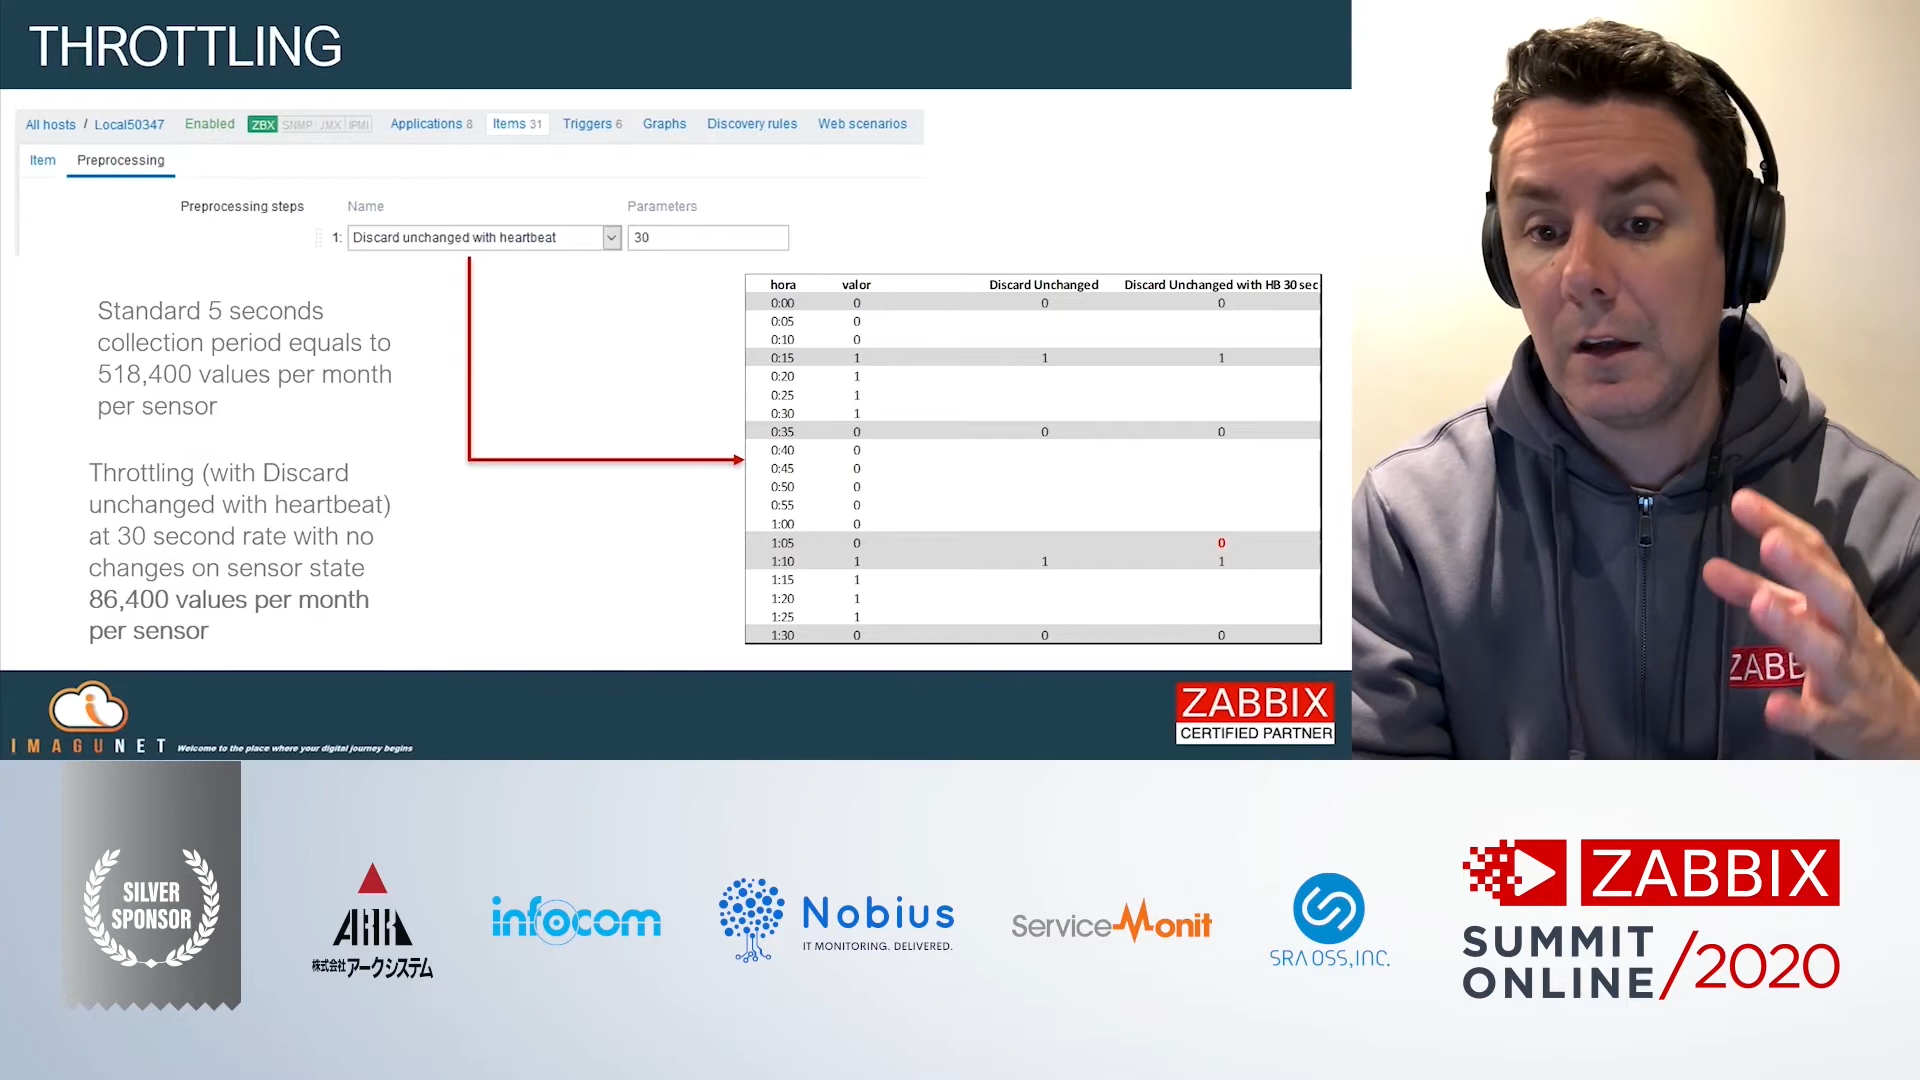 THROTTLING
All hosts / Local50347 Enabled ZBX SNMP JMX IPMI Applications 8 Items 31 Triggers 6 Graphs Discovery rules Web scenarios
Item Preprocessing
Preprocessing steps Name Parameters
1: Discard unchanged with heartbeat 30
Standard 5 seconds
collection period equals to
518,400 values per month
per sensor
Throttling (with Discard
unchanged with heartbeat)
at 30 second rate with no
changes on sensor state
86,400 values per month
per sensor
hora valor Discard Unchanged Discard Unchanged with HB 30 sec
0:00 0 0 0
0:05 0
0:10 0
0:15 1 1 1
0:20 1
0:25 1
0:30 1
0:35 0 0 0
0:40 0
0:45 0
0:50 0
0:55 0
1:00 0
1:05 0 0
1:10 1 1 1
1:15 1
1:20 1
1:25 1
1:30 0 0 0
IMAGUNET Welcome to the place where your digital journey begins
ZABBIX
CERTIFIED PARTNER
ZABB
SILVER
SPONSOR
ARK
株式会社アークシステム
infocom
Nobius
IT MONITORING. DELIVERED.
ServiceMonit
SRA OSS, INC.
ZABBIX
SUMMIT
ONLINE/2020